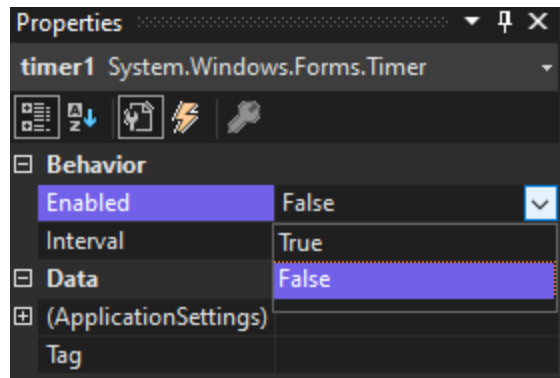 Properties
timer1 System.Windows.Forms.Timer
Behavior
Enabled False
Interval True
Data False
(ApplicationSettings)
Tag